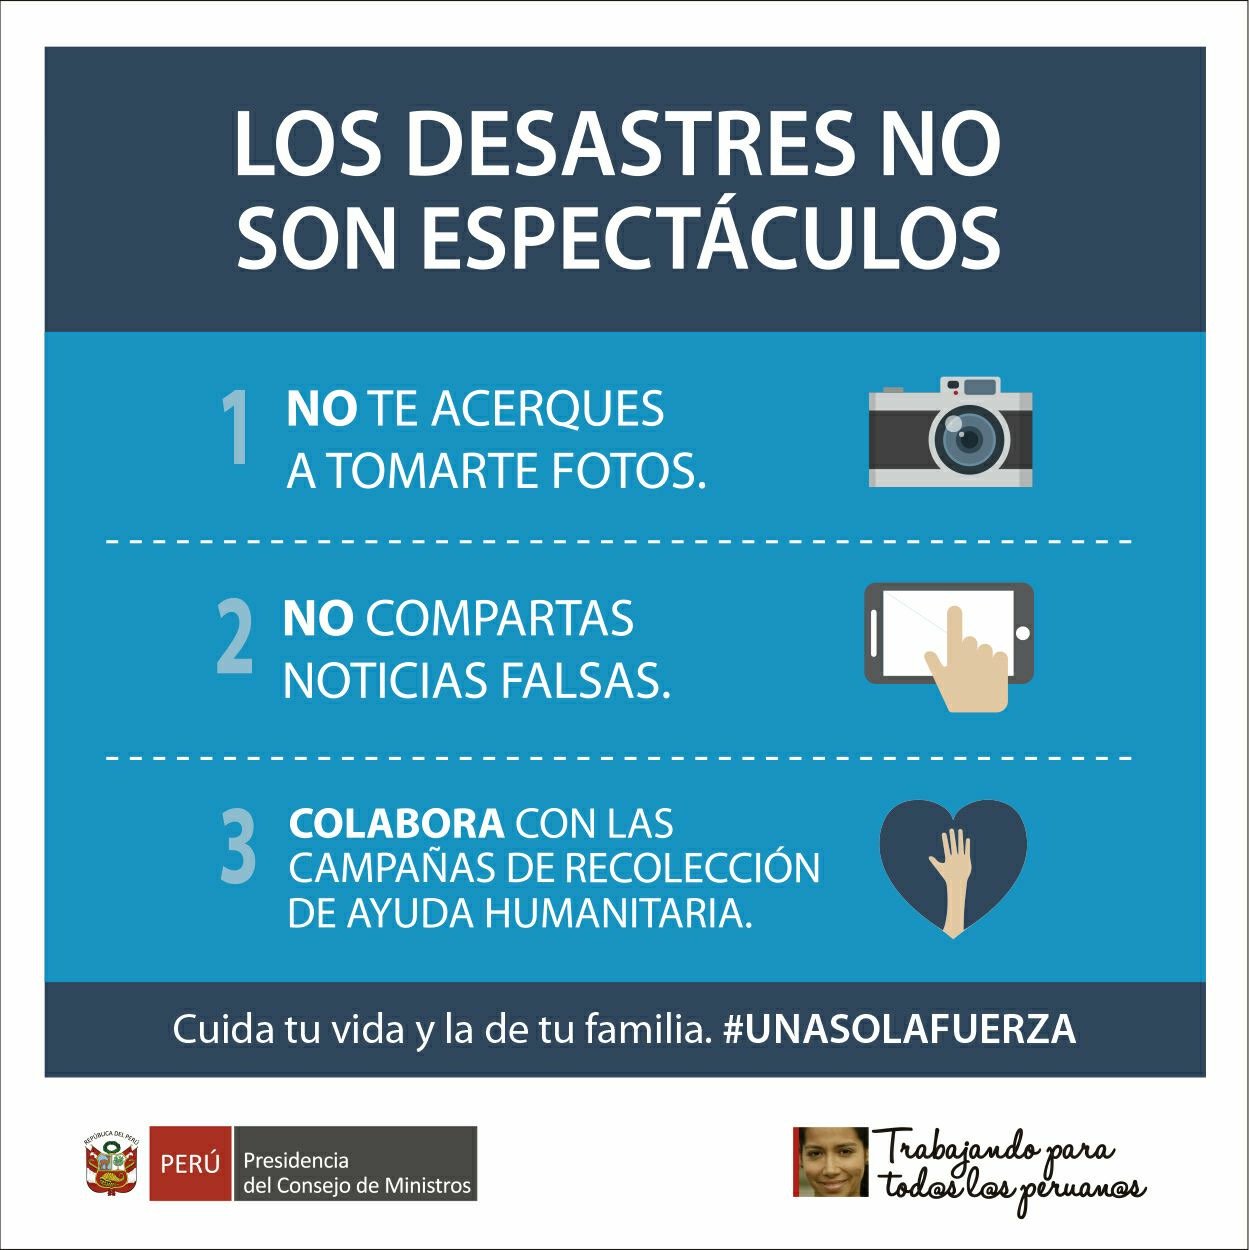 LOS DESASTRES NO
SON ESPECTÁCULOS
1 NO TE ACERQUES
A TOMARTE FOTOS.
2 NO COMPARTAS
NOTICIAS FALSAS.
3 COLABORA CON LAS
CAMPAÑAS DE RECOLECCIÓN
DE AYUDA HUMANITARIA.
Cuida tu vida y la de tu familia. #UNASOLAFUERZA
REPÚBLICA DEL PERÚ
PERÚ
Presidencia
del Consejo de Ministros
Trabajando para
tod@s l@s peruan@s